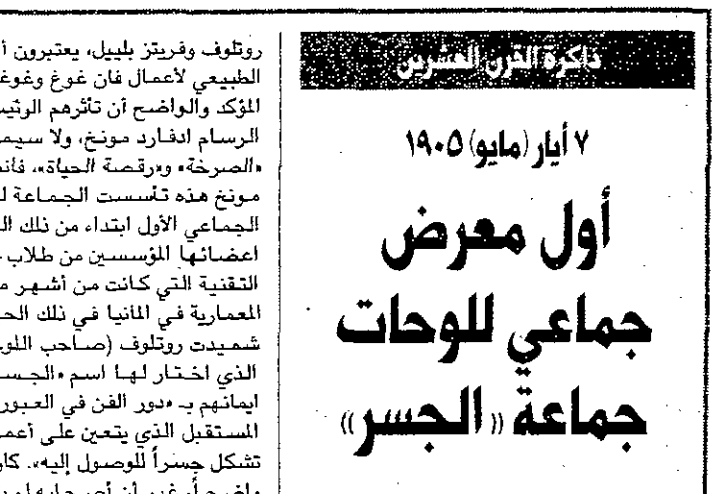 ذاكرة القرن العشرين
٧ أيار (مايو) ١٩٠٥
أول معرض
جماعي للوحات
جماعة «الجسر»
روتلوف وفريتز بلييل، يعتبرون أ
الطبيعي لأعمال فان غوغ وغوغ
المؤكد والواضح أن تأثرهم الرئيس
الرسام ادفارد مونخ، ولا سيم
«الصرخة» و«رقصة الحياة»، فانط
مونخ هذه تأسست الجماعة ل
الجماعي الأول ابتداء من ذلك ال
اعضائها المؤسسين من طلاب
التقنية التي كانت من أشهر م
المعمارية في المانيا في ذلك الح
شميدت روتلوف (صاحب اللو
الذي اختار لها اسم «الجس
ايمانهم بـ «دور الفن في العبور
المستقبل الذي يتعين على أعم
تشكل جسراً للوصول إليه». كا